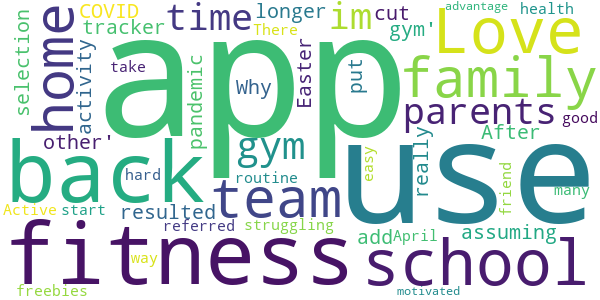 COVID time im cut longer advantage health
selection home tracker There gym' Love
activity app Easter put family
take pandemic Why parents good
other' gym really After
back hard routine team easy use friend many
Active start resulted
referred struggling add April assuming
fitness school
way
freebies motivated